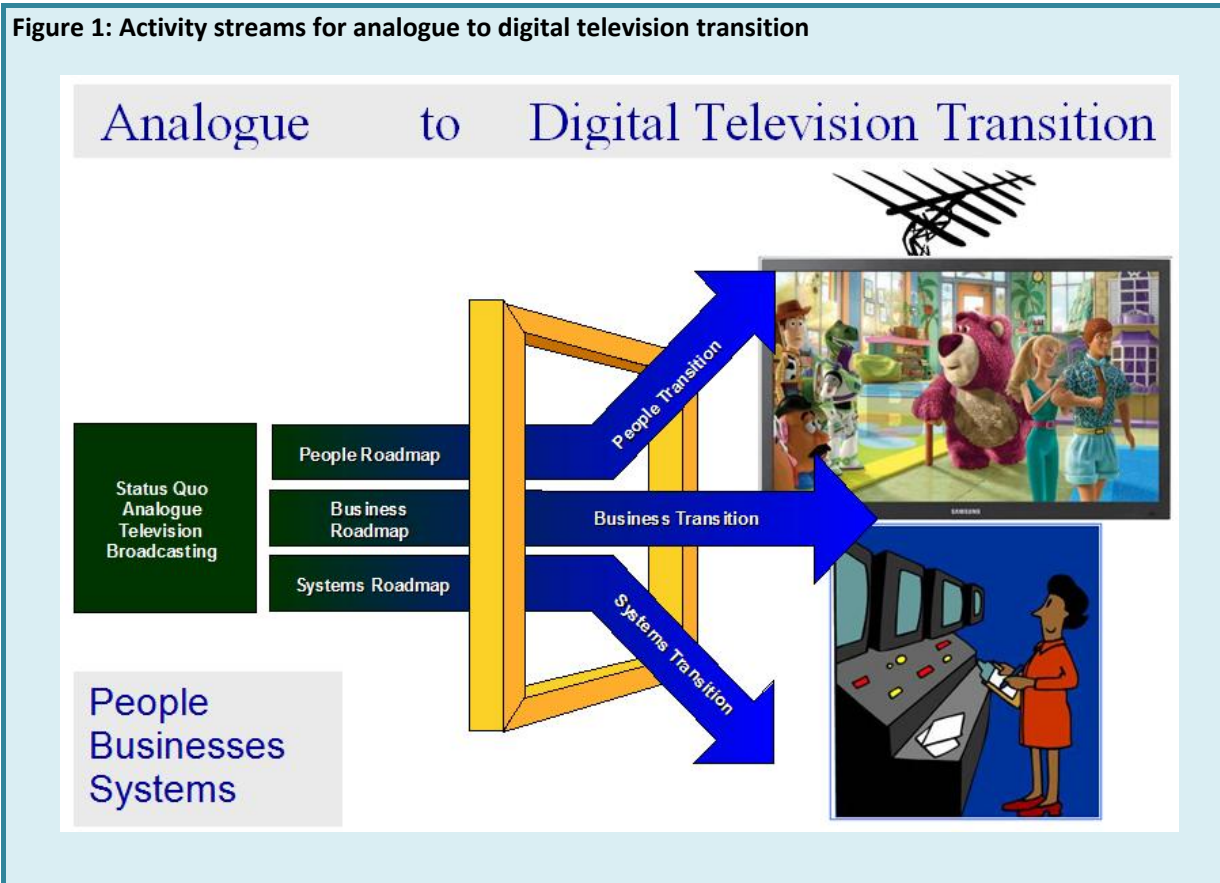 Figure 1: Activity streams for analogue to digital television transition
Analogue to Digital Television Transition
People Transition
People Roadmap
Status Quo
Analogue
Television
Broadcasting
Business
Roadmap
Business Transition
SAMSUNG
Systems Roadmap
Systems Transition
People
Businesses
Systems